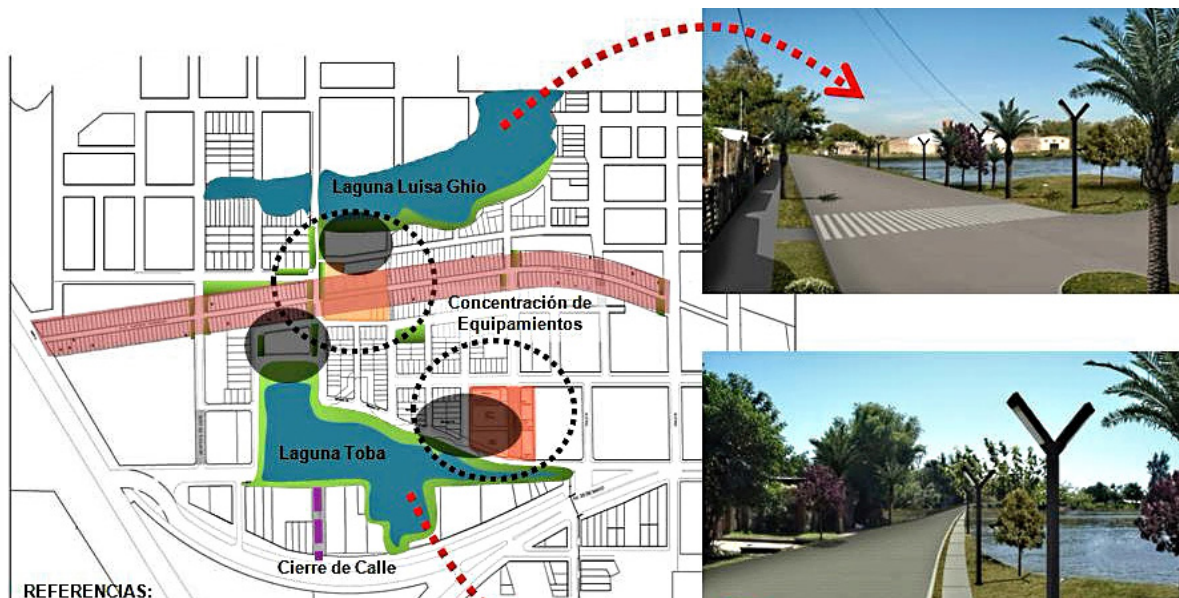 Laguna Luisa Ghio
Concentración de
Equipamientos
Laguna Toba
Cierre de Calle
REFERENCIAS: